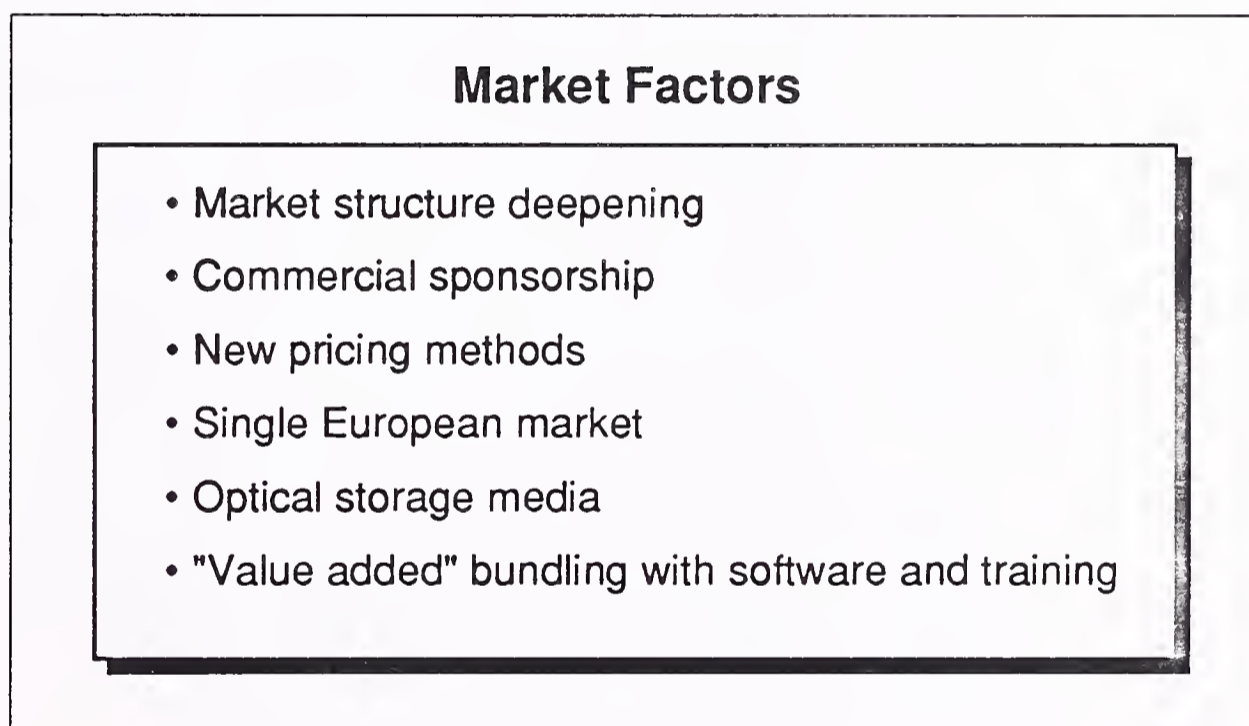 Market Factors
• Market structure deepening
• Commercial sponsorship
• New pricing methods
• Single European market
• Optical storage media
• "Value added" bundling with software and training